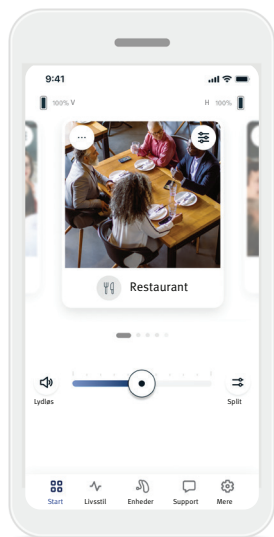 9:41
100% V
H 100%
Restaurant
Lydløs
Split
Start
Livsstil
Enheder
Support
Mere